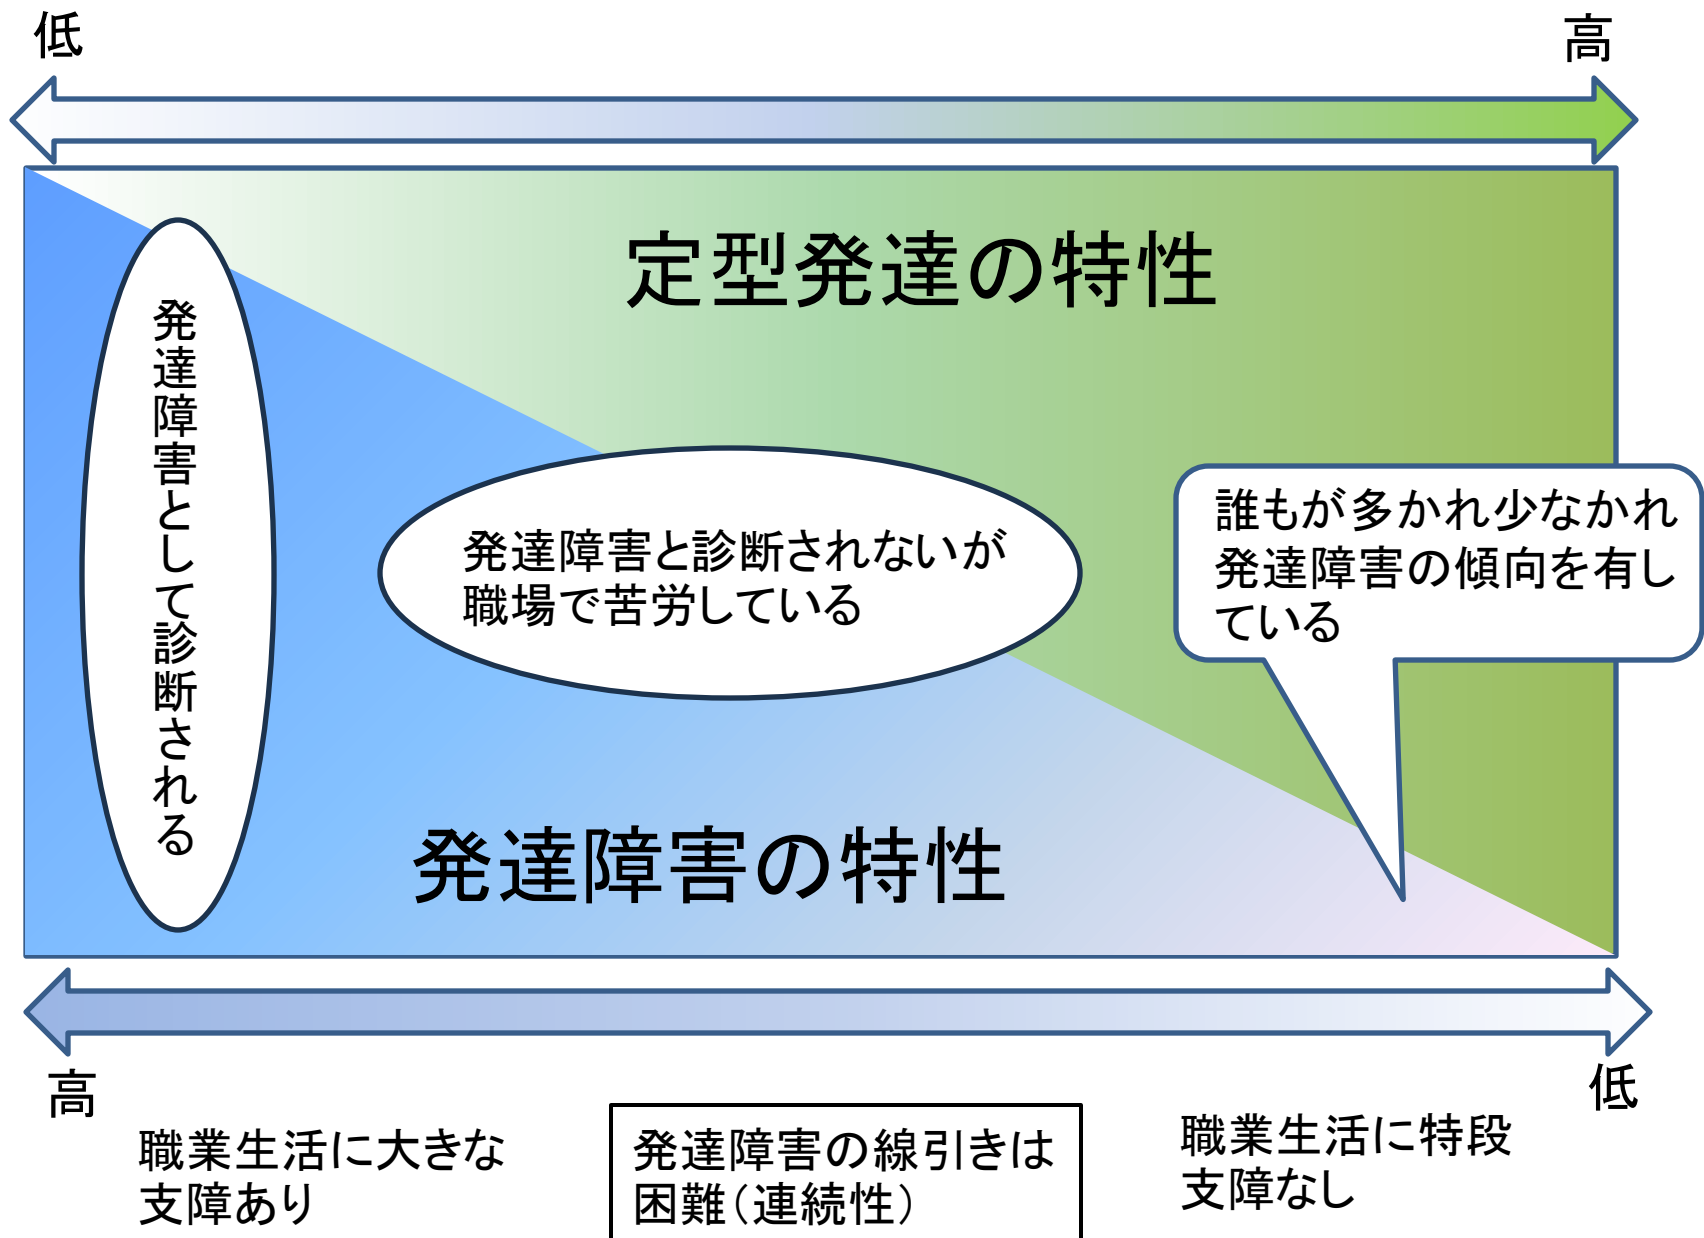 低
高
定型発達の特性
発達障害として診断される
発達障害と診断されないが
職場で苦労している
誰もが多かれ少なかれ
発達障害の傾向を有し
ている
発達障害の特性
高
低
職業生活に大きな
支障あり
発達障害の線引きは
困難（連続性）
職業生活に特段
支障なし